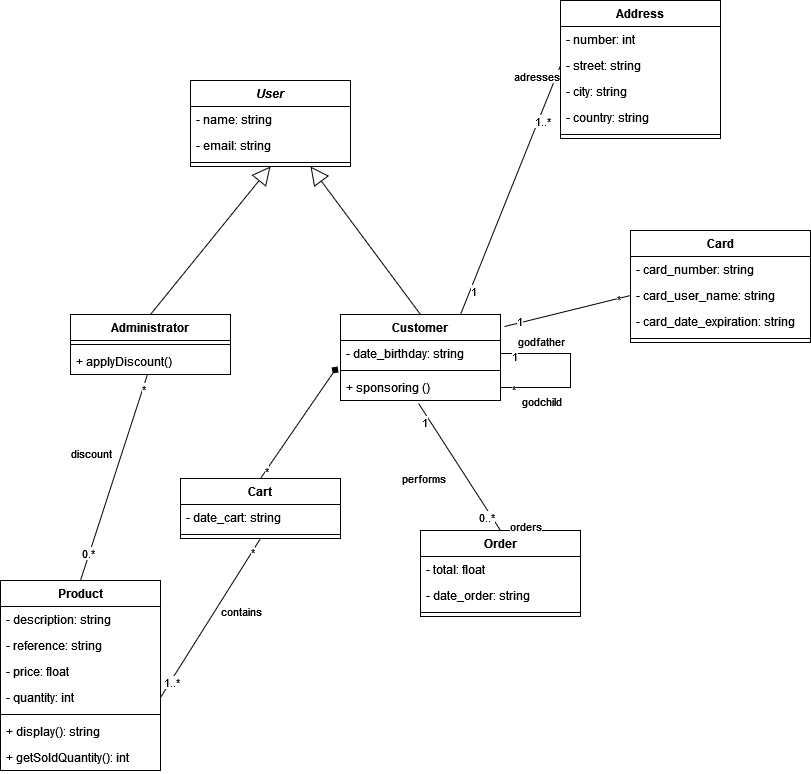 Address
- number: int
- street: string
- city: string
- country: string
adresses
1..*
1
User
- name: string
- email: string
Card
- card_number: string
- card_user_name: string
- card_date_expiration: string
*
1
Administrator
+ applyDiscount()
*
discount
0.*
Customer
- date_birthday: string
+ sponsoring ()
godfather
1
*
godchild
1
performs
0..*
orders
*
Cart
- date_cart: string
*
contains
1..*
Order
- total: float
- date_order: string
Product
- description: string
- reference: string
- price: float
- quantity: int
+ display(): string
+ getSoldQuantity(): int